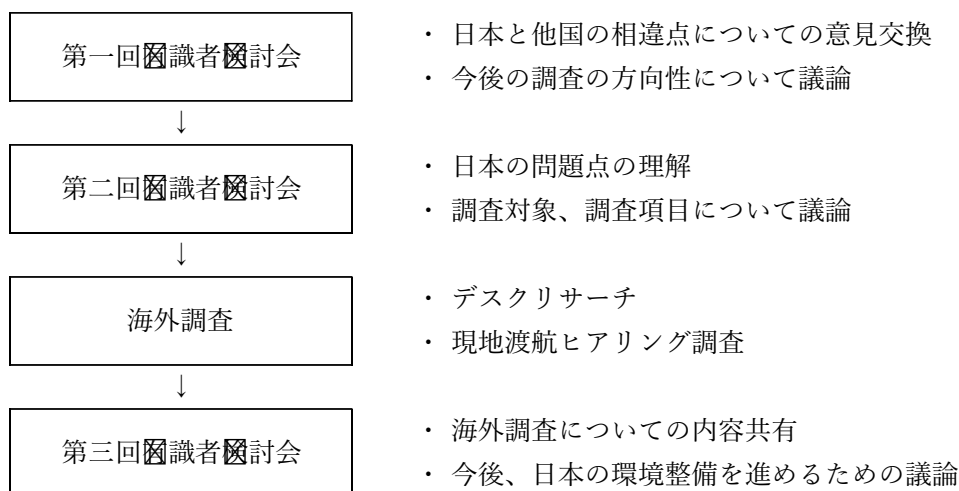 第一回有識者検討会
・ 日本と他国の相違点についての意見交換
・ 今後の調査の方向性について議論
↓
第二回有識者検討会
・ 日本の問題点の理解
・ 調査対象、調査項目について議論
↓
海外調査
・ デスクリサーチ
・ 現地渡航ヒアリング調査
↓
第三回有識者検討会
・ 海外調査についての内容共有
・ 今後、日本の環境整備を進めるための議論